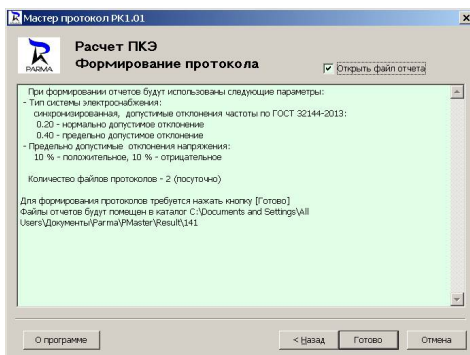 Мастер протокол РК1.01
PARMA
Расчет ПКЭ
Формирование протокола
Открыть файл отчета
При формировании отчетов будут использованы следующие параметры:
- Тип системы электроснабжения:
синхронизированная, допустимые отклонения частоты по ГОСТ 32144-2013:
0.20 - нормально допустимое отклонение
0.40 - предельно допустимое отклонение
- Предельно допустимые отклонения напряжения:
10 % - положительное, 10 % - отрицательное
Количество файлов протоколов - 2 (посуточно)
Для формирования протоколов требуется нажать кнопку [Готово]
Файлы отчетов будут помещен в каталог C:\Documents and Settings\All
Users\Документы\Parma\PMaster\Result\141
О программе
< Назад
Готово
Отмена